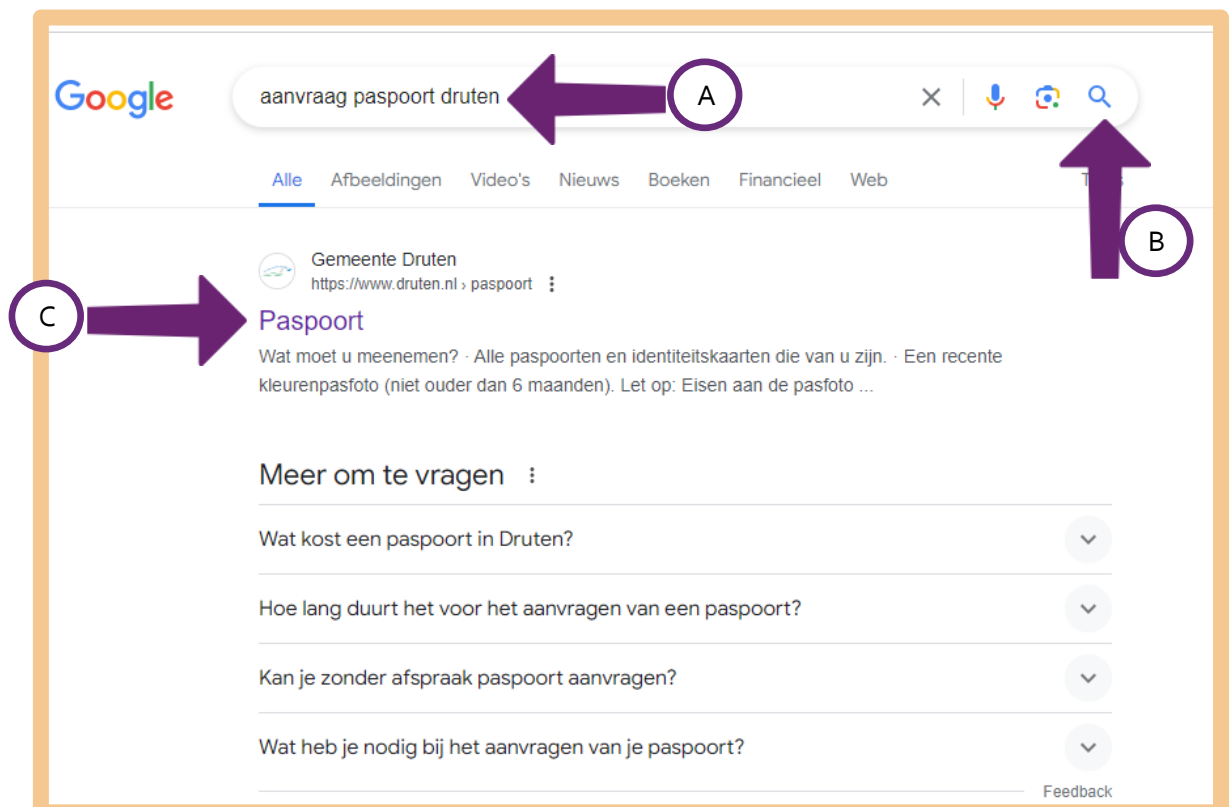 Google
aanvraag paspoort druten
A
Alle Afbeeldingen Video's Nieuws Boeken Financieel Web
B
Gemeente Druten
https://www.druten.nl › paspoort
C
Paspoort
Wat moet u meenemen? · Alle paspoorten en identiteitskaarten die van u zijn. · Een recente
kleurenpasfoto (niet ouder dan 6 maanden). Let op: Eisen aan de pasfoto ...
Meer om te vragen
Wat kost een paspoort in Druten?
Hoe lang duurt het voor het aanvragen van een paspoort?
Kan je zonder afspraak paspoort aanvragen?
Wat heb je nodig bij het aanvragen van je paspoort?
Feedback